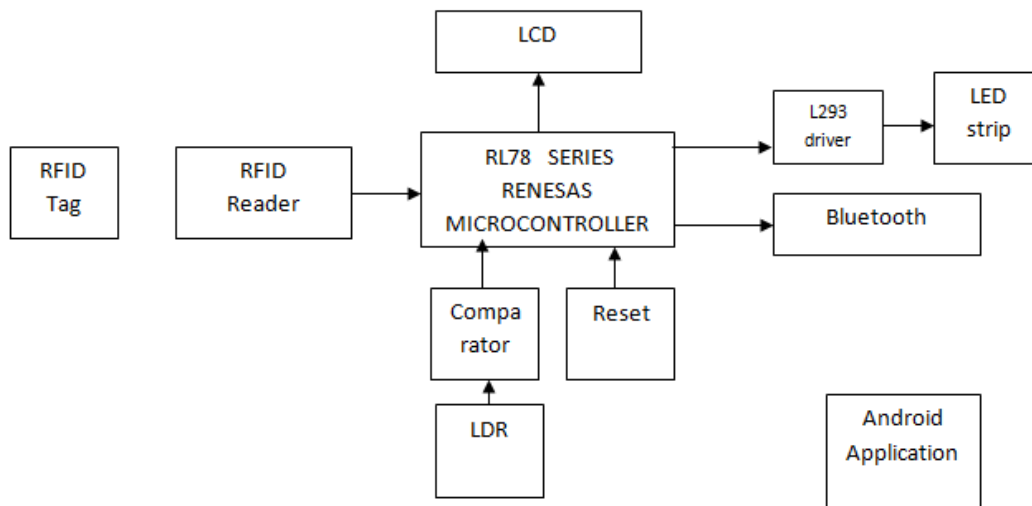 LCD
L293
driver
LED
strip
RFID
Tag
RFID
Reader
RL78 SERIES
RENESAS
MICROCONTROLLER
Bluetooth
Compa
rator
Reset
LDR
Android
Application